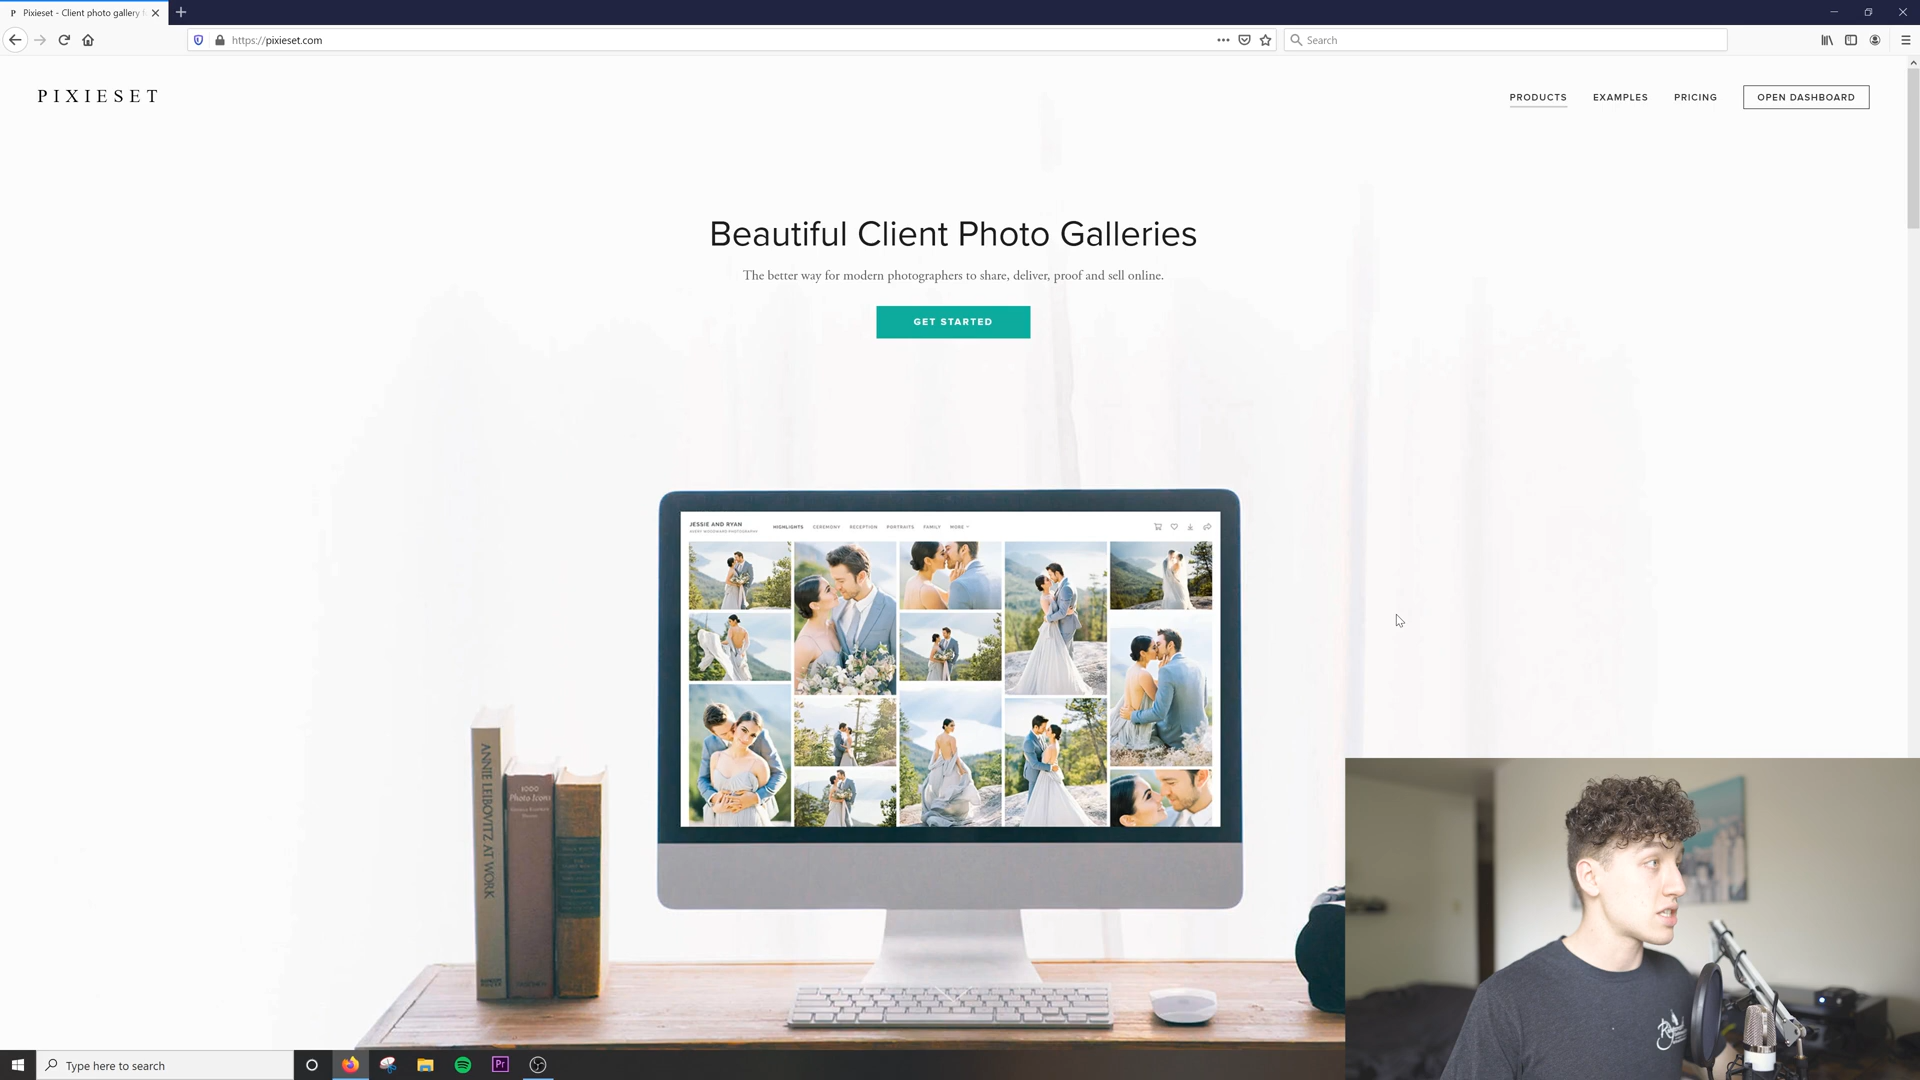 Pixieset - Client photo gallery f
https://pixieset.com
Search
PIXIESET
PRODUCTS
EXAMPLES
PRICING
OPEN DASHBOARD
Beautiful Client Photo Galleries
The better way for modern photographers to share, deliver, proof and sell online.
GET STARTED
JESSIE AND RYAN
HIGHLIGHTS
CEREMONY
RECEPTION
PORTRAITS
FAMILY
MORE
ANNIE LEIBOVITZ AT WORK
1000
Photo Icons
Type here to search
Pr